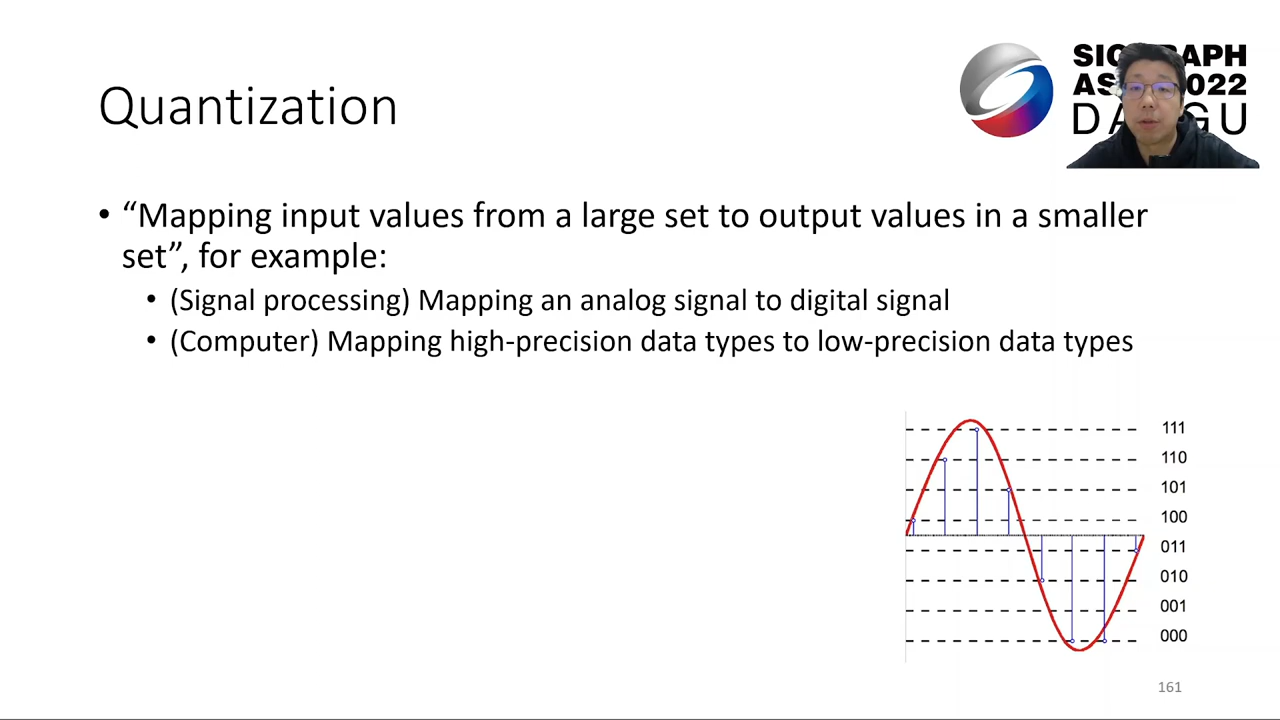 Quantization
• “Mapping input values from a large set to output values in a smaller
set”, for example:
• (Signal processing) Mapping an analog signal to digital signal
• (Computer) Mapping high-precision data types to low-precision data types
111
110
101
100
011
010
001
000
161